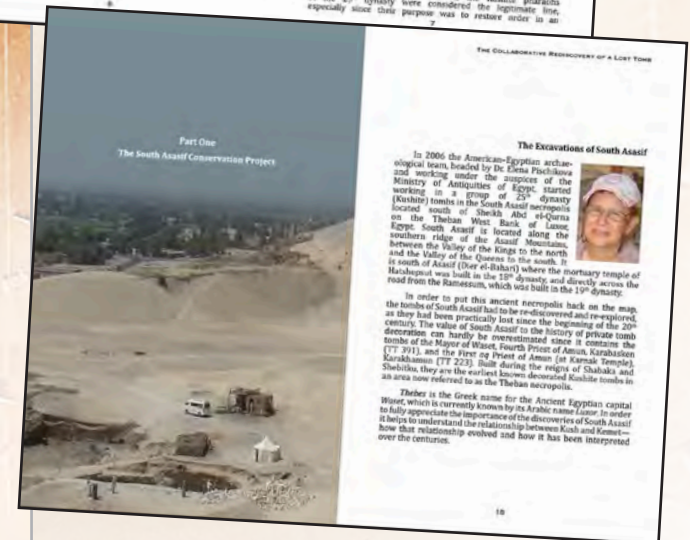 dynasty were considered the legitimate line,
especially since their purpose was to restore order in an
7
Part One
The South Asasif Conservation Project
The Collaborative Rediscovery of a Lost Tomb
The Excavations of South Asasif
In 2006 the American-Egyptian archae-
ological team, headed by Dr. Elena Pischikova
and working under the auspices of the
Ministry of Antiquities of Egypt, started
working in a group of 25th dynasty
(Kushite) tombs in the South Asasif necropolis
located south of Sheikh Abd el-Qurna
on the Theban West Bank of Luxor,
Egypt. South Asasif is located along the
southern ridge of the Asasif Mountains,
between the Valley of the Kings to the north
and the Valley of the Queens to the south. It
is south of Asasif (Dier el-Bahari) where the mortuary temple of
Hatshepsut was built in the 18th dynasty, and directly across the
road from the Ramessum, which was built in the 19th dynasty.
In order to put this ancient necropolis back on the map,
the tombs of South Asasif had to be re-discovered and re-explored,
as they had been practically lost since the beginning of the 20th
century. The value of South Asasif to the history of private tomb
decoration can hardly be overestimated since it contains the
tombs of the Mayor of Waset, Fourth Priest of Amun, Karabasken
(TT 391), and the First Priest of Amun (at Karnak Temple),
Karakhamun (TT 223). Built during the reigns of Shabaka and
Shebitku, they are the earliest known decorated Kushite tombs in
an area now referred to as the Theban necropolis.
Thebes is the Greek name for the Ancient Egyptian capital
Waset, which is currently known by its Arabic name Luxor. In order
to fully appreciate the importance of the discoveries of South Asasif
it helps to understand the relationship between Kush and Kemet—
how that relationship evolved and how it has been interpreted
over the centuries.